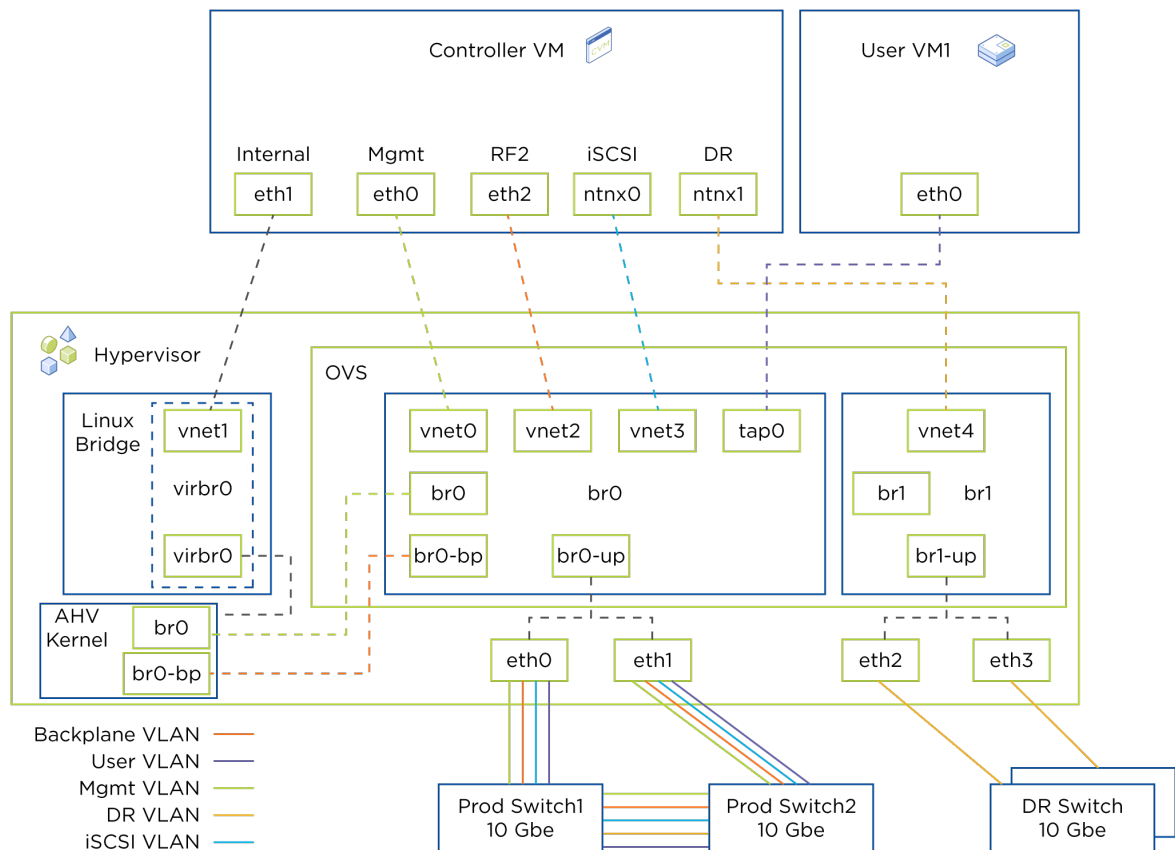 Controller VM
CVM
User VM1
Internal
Mgmt
RF2
iSCSI
DR
eth1
eth0
eth2
ntnx0
ntnx1
eth0
Hypervisor
OVS
Linux
Bridge
vnet1
virbr0
virbr0
vnet0
vnet2
vnet3
tap0
br0
br0
br0-bp
br0-up
vnet4
br1
br1
br1-up
AHV
Kernel
br0
br0-bp
eth0
eth1
eth2
eth3
Backplane VLAN
User VLAN
Mgmt VLAN
DR VLAN
iSCSI VLAN
Prod Switch1
10 Gbe
Prod Switch2
10 Gbe
DR Switch
10 Gbe